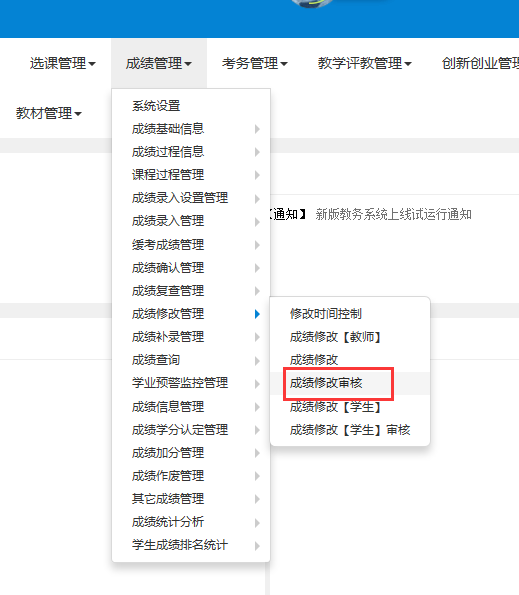 选课管理
成绩管理
考务管理
教学评教管理
创新创业管
教材管理
系统设置
成绩基础信息
成绩过程信息
课程过程管理
成绩录入设置管理
成绩录入管理
缓考成绩管理
成绩确认管理
成绩复查管理
成绩修改管理
成绩补录管理
成绩查询
学业预警监控管理
成绩信息管理
成绩学分认定管理
成绩加分管理
成绩作废管理
其它成绩管理
成绩统计分析
学生成绩排名统计
通知】 新版教务系统上线试运行通知
修改时间控制
成绩修改【教师】
成绩修改
成绩修改审核
成绩修改【学生】
成绩修改【学生】审核